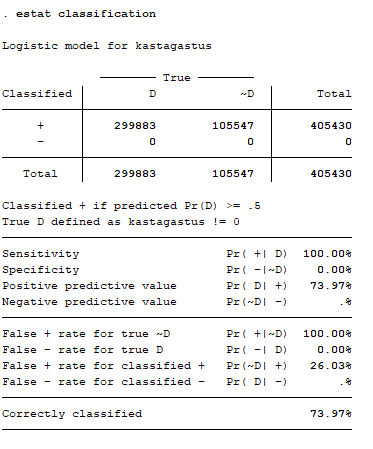 . estat classification
Logistic model for kastagastus
True
Classified D ~D Total
+ 299883 105547 405430
- 0 0 0
Total 299883 105547 405430
Classified + if predicted Pr(D) >= .5
True D defined as kastagastus != 0
Sensitivity Pr( +| D) 100.00%
Specificity Pr( -|~D) 0.00%
Positive predictive value Pr( D| +) 73.97%
Negative predictive value Pr(~D| -) .%
False + rate for true ~D Pr( +|~D) 100.00%
False - rate for true D Pr( -| D) 0.00%
False + rate for classified + Pr(~D| +) 26.03%
False - rate for classified - Pr( D| -) .%
Correctly classified 73.97%